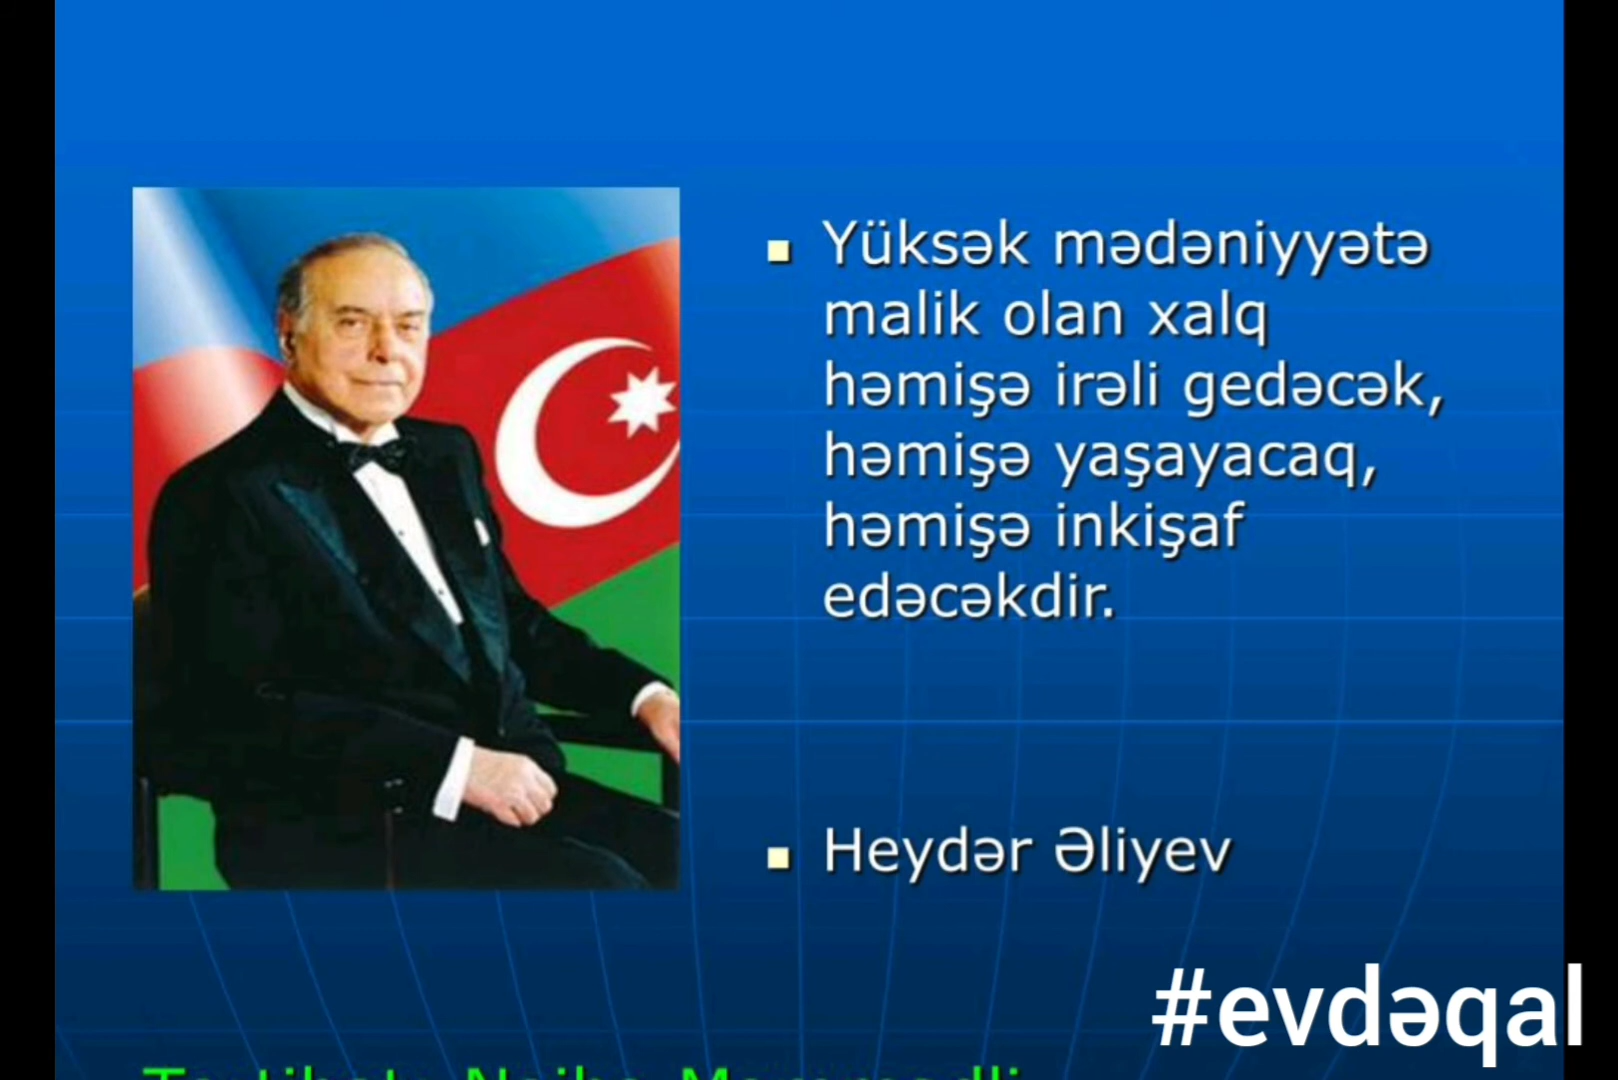 Yüksək mədəniyyətə
malik olan xalq
həmişə irəli gedəcək,
həmişə yaşayacaq,
həmişə inkişaf
edəcəkdir.
Heydər Əliyev
#evdəqal